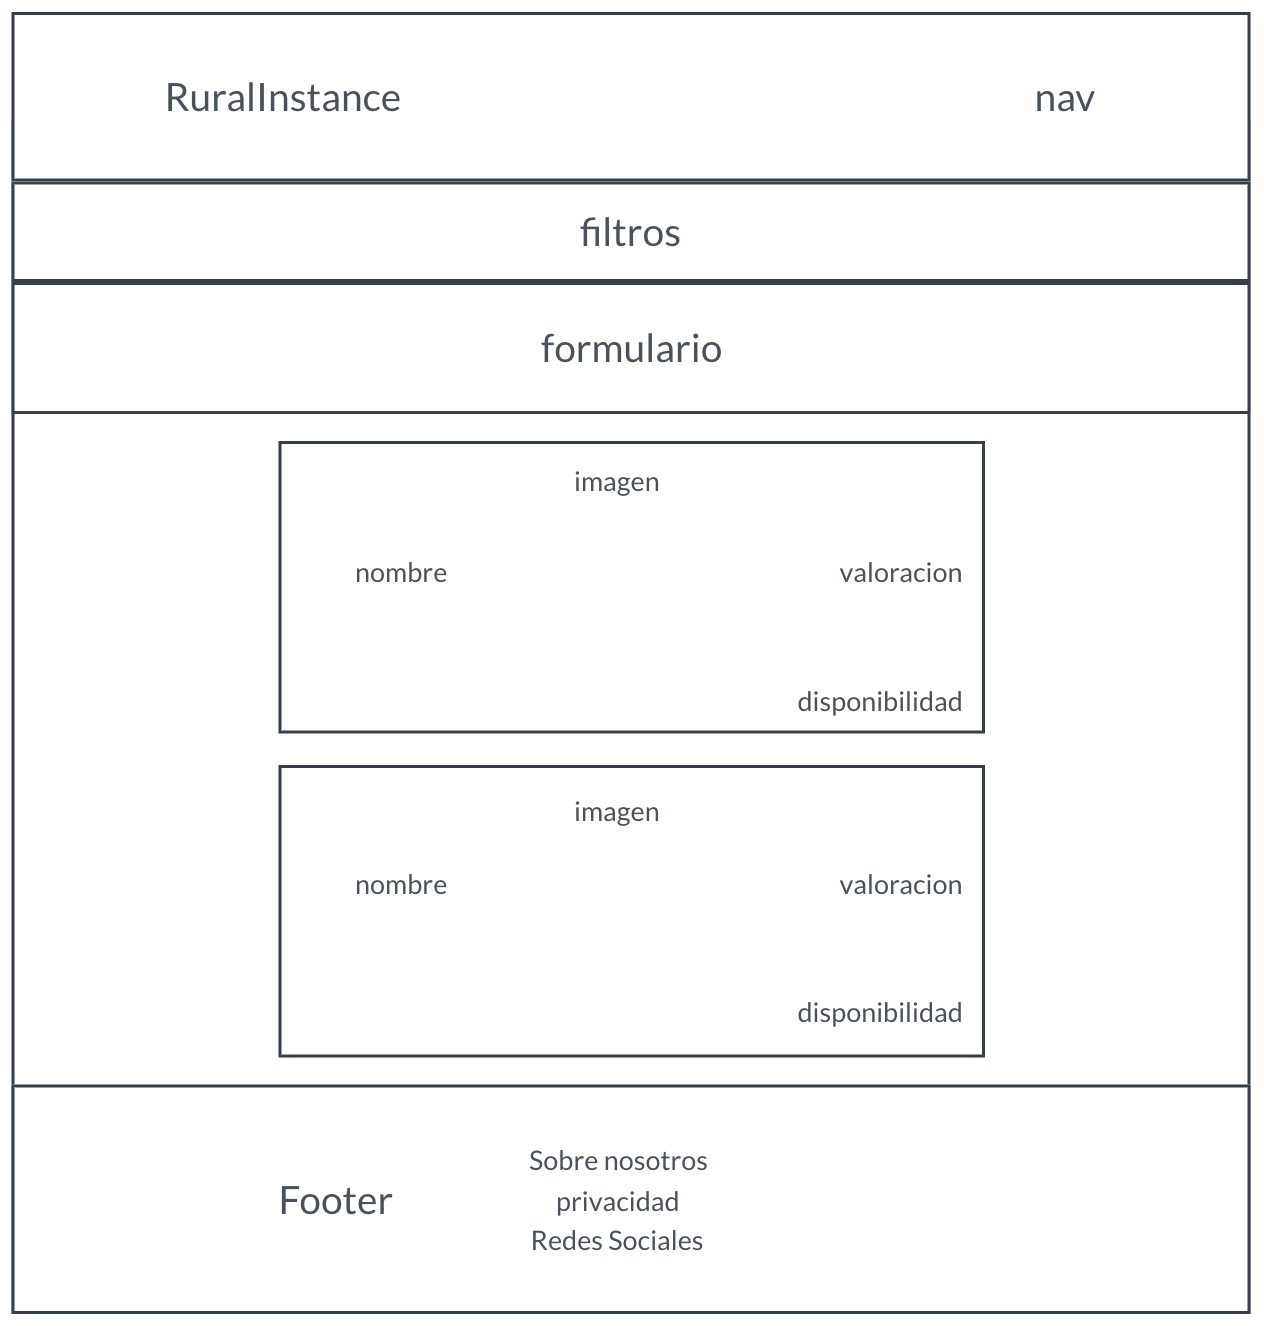 RuralInstance nav
filtros
formulario
imagen
nombre valoracion
disponibilidad
imagen
nombre valoracion
disponibilidad
Sobre nosotros
Footer privacidad
Redes Sociales